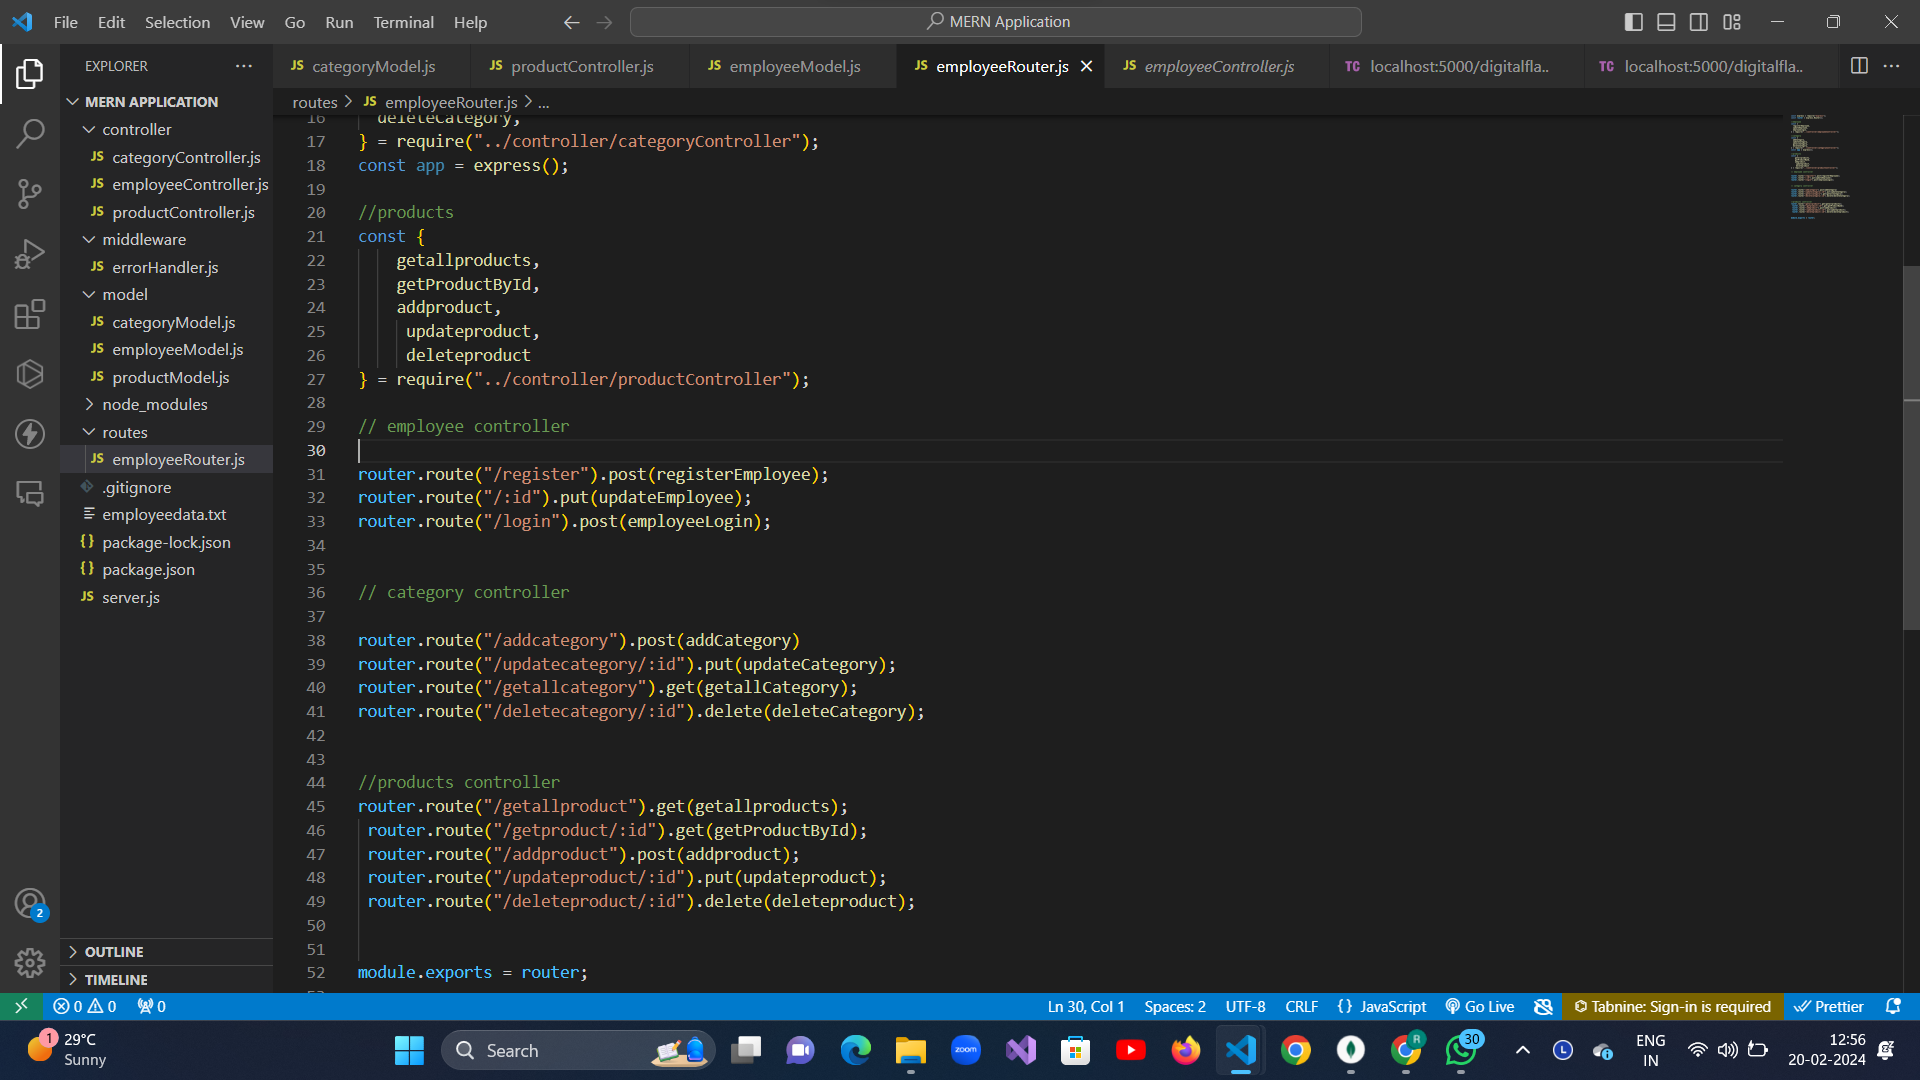 File Edit Selection View Go Run Terminal Help
MERN Application
EXPLORER
JS categoryModel.js
JS productController.js
JS employeeModel.js
JS employeeRouter.js
JS employeeController.js
TC localhost:5000/digitalfla..
TC localhost:5000/digitalfla..
MERN APPLICATION
controller
JS categoryController.js
JS employeeController.js
JS productController.js
middleware
JS errorHandler.js
model
JS categoryModel.js
JS employeeModel.js
JS productModel.js
node_modules
routes
JS employeeRouter.js
.gitignore
employeedata.txt
{} package-lock.json
{} package.json
JS server.js
OUTLINE
TIMELINE
2
routes > JS employeeRouter.js > ...
16 deleteCategory,
17 } = require("../controller/categoryController");
18 const app = express();
19
20 //products
21 const {
22 getallproducts,
23 getProductById,
24 addproduct,
25 updateproduct,
26 deleteproduct
27 } = require("../controller/productController");
28
29 // employee controller
30
31 router.route("/register").post(registerEmployee);
32 router.route("/:id").put(updateEmployee);
33 router.route("/login").post(employeeLogin);
34
35
36 // category controller
37
38 router.route("/addcategory").post(addCategory)
39 router.route("/updatecategory/:id").put(updateCategory);
40 router.route("/getallcategory").get(getallCategory);
41 router.route("/deletecategory/:id").delete(deleteCategory);
42
43
44 //products controller
45 router.route("/getallproduct").get(getallproducts);
46 router.route("/getproduct/:id").get(getProductById);
47 router.route("/addproduct").post(addproduct);
48 router.route("/updateproduct/:id").put(updateproduct);
49 router.route("/deleteproduct/:id").delete(deleteproduct);
50
51
52 module.exports = router;
0 0 0
Ln 30, Col 1 Spaces: 2 UTF-8 CRLF {} JavaScript Go Live Tabnine: Sign-in is required Prettier
1
29°C
Sunny
Search
zoom
R
30
ENG
IN
12:56
20-02-2024